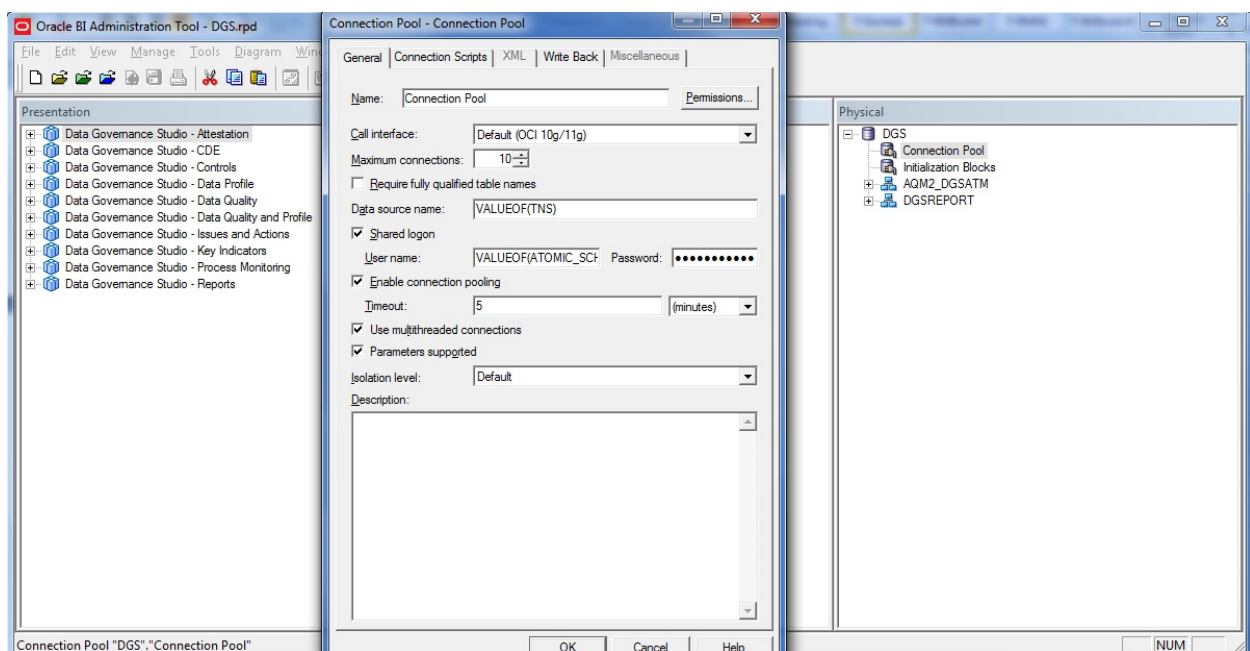 Oracle BI Administration Tool - DGS.rpd
File Edit View Manage Tools Diagram
Presentation
Data Governance Studio - Attestation
Data Governance Studio - CDE
Data Governance Studio - Controls
Data Governance Studio - Data Profile
Data Governance Studio - Data Quality
Data Governance Studio - Data Quality and Profile
Data Governance Studio - Issues and Actions
Data Governance Studio - Key Indicators
Data Governance Studio - Process Monitoring
Data Governance Studio - Reports
Connection Pool - Connection Pool
General Connection Scripts XML Write Back Miscellaneous
Name: Connection Pool Permissions...
Call interface: Default (OCI 10g/11g)
Maximum connections: 10
Require fully qualified table names
Data source name: VALUEOF(TNS)
Shared logon
User name: VALUEOF(ATOMIC_SCH Password:
Enable connection pooling
Timeout: 5 (minutes)
Use multithreaded connections
Parameters supported
Isolation level: Default
Description:
OK Cancel Help
Physical
DGS
Connection Pool
Initialization Blocks
AQM2_DGSATM
DGSREPORT
Connection Pool "DGS"."Connection Pool"
NUM